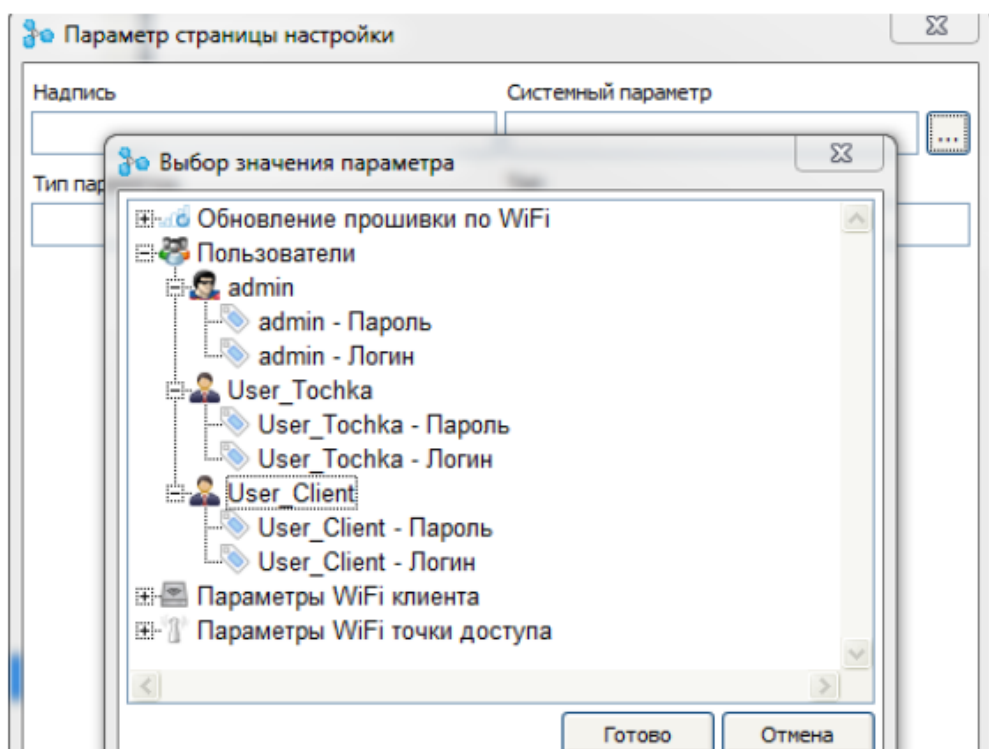 Параметр страницы настройки
Надпись Системный параметр
...
Выбор значения параметра
Тип
Обновление прошивки по WiFi
Пользователи
admin
admin - Пароль
admin - Логин
User_Tochka
User_Tochka - Пароль
User_Tochka - Логин
User_Client
User_Client - Пароль
User_Client - Логин
Параметры WiFi клиента
Параметры WiFi точки доступа
Готово Отмена